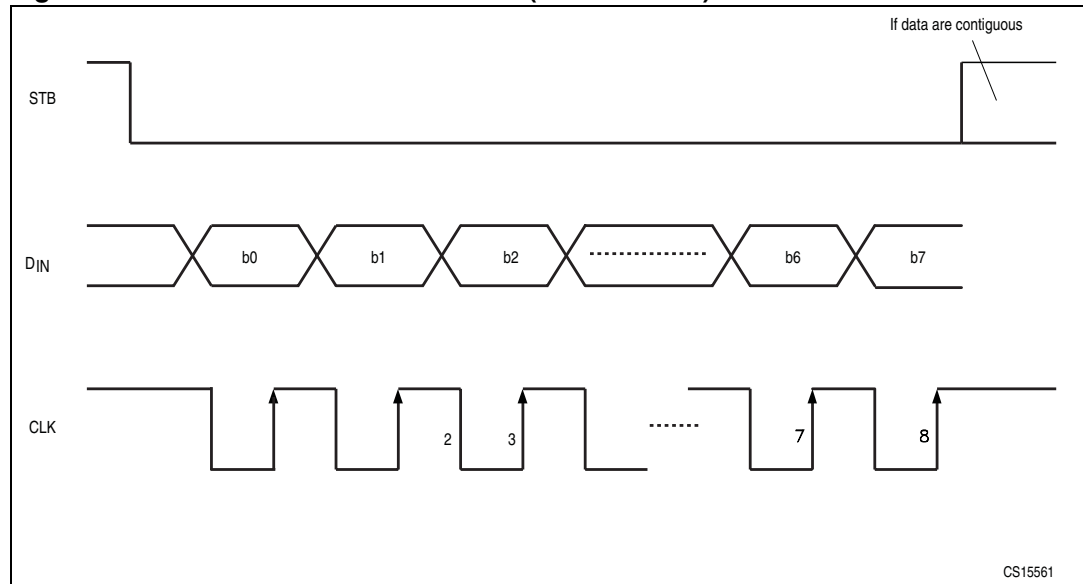 If data are contiguous
STB
DIN
b0 b1 b2 b6 b7
CLK
2 3 7 8
CS15561